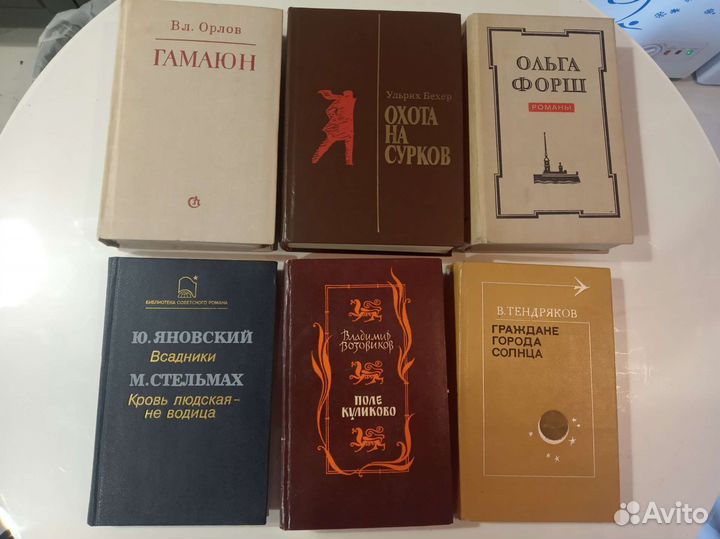 Вл. Орлов
ГАМАЮН
Ульрих Бехер
ОХОТА
НА
СУРКОВ
ОЛЬГА
ФОРШ
РОМАНЫ
БИБЛИОТЕКА СОВЕТСКОГО РОМАНА
Ю. ЯНОВСКИЙ
Всадники
М. СТЕЛЬМАХ
Кровь людская –
не водица
Владимир
Возовиков
ПОЛЕ
КУЛИКОВО
В. ТЕНДРЯКОВ
ГРАЖДАНЕ
ГОРОДА
СОЛНЦА
Avito